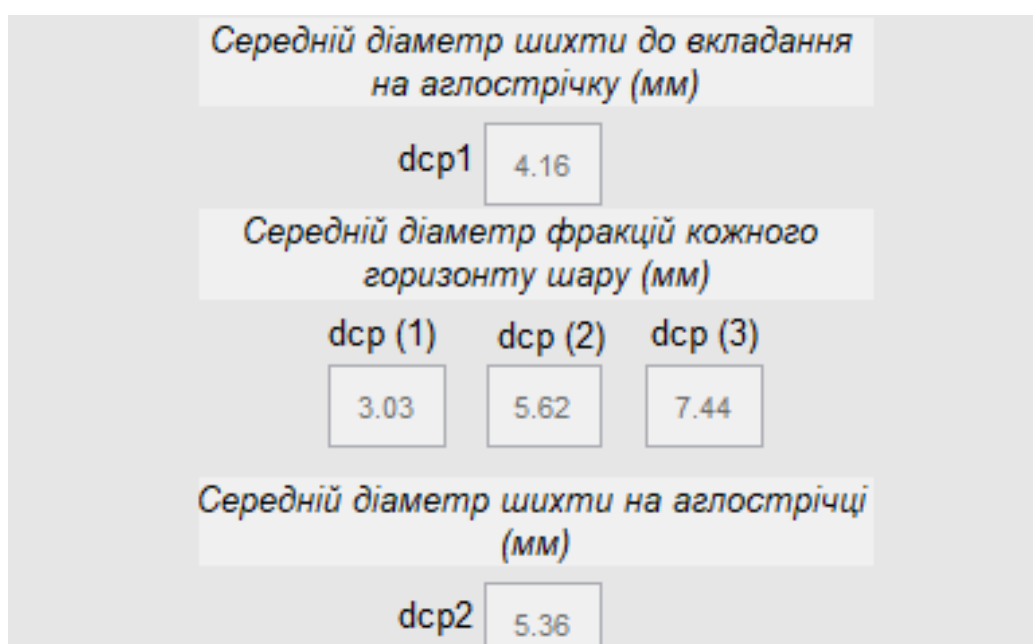 Середній діаметр шихти до вкладання
на аглострічку (мм)
dcp1 4.16
Середній діаметр фракцій кожного
горизонту шару (мм)
dcp (1) dcp (2) dcp (3)
3.03 5.62 7.44
Середній діаметр шихти на аглострічці
(мм)
dcp2 5.36